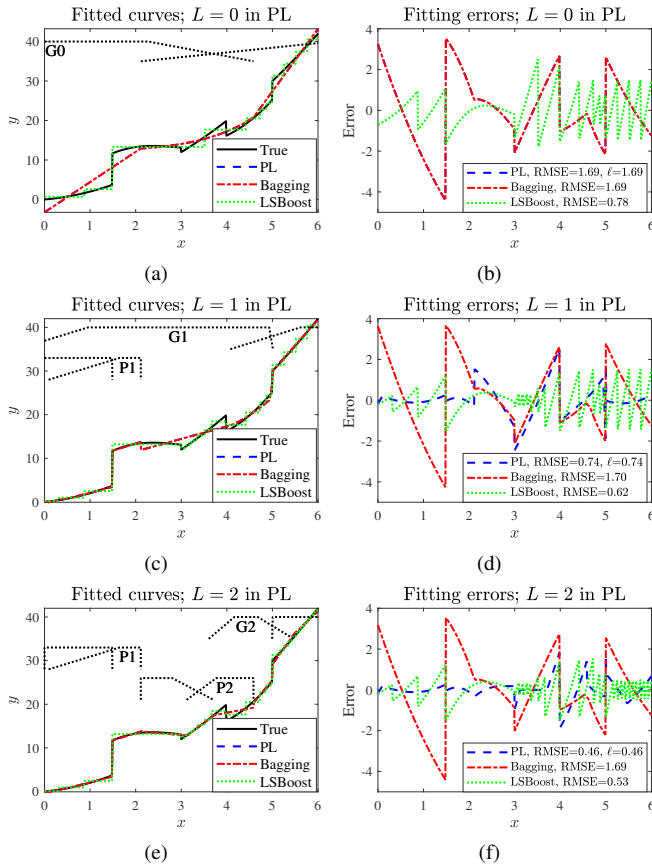 Fitted curves; L = 0 in PL
40
30
20
10
0
y
G0
True
PL
Bagging
LSBoost
0 1 2 3 4 5 6
x
(a)
Fitting errors; L = 0 in PL
4
2
0
-2
-4
Error
PL, RMSE=1.69, ℓ=1.69
Bagging, RMSE=1.69
LSBoost, RMSE=0.78
0 1 2 3 4 5 6
x
(b)
Fitted curves; L = 1 in PL
40
30
20
10
0
y
G1
P1
True
PL
Bagging
LSBoost
0 1 2 3 4 5 6
x
(c)
Fitting errors; L = 1 in PL
4
2
0
-2
-4
Error
PL, RMSE=0.74, ℓ=0.74
Bagging, RMSE=1.70
LSBoost, RMSE=0.62
0 1 2 3 4 5 6
x
(d)
Fitted curves; L = 2 in PL
40
30
20
10
0
y
G2
P1
P2
True
PL
Bagging
LSBoost
0 1 2 3 4 5 6
x
(e)
Fitting errors; L = 2 in PL
4
2
0
-2
-4
Error
PL, RMSE=0.46, ℓ=0.46
Bagging, RMSE=1.69
LSBoost, RMSE=0.53
0 1 2 3 4 5 6
x
(f)